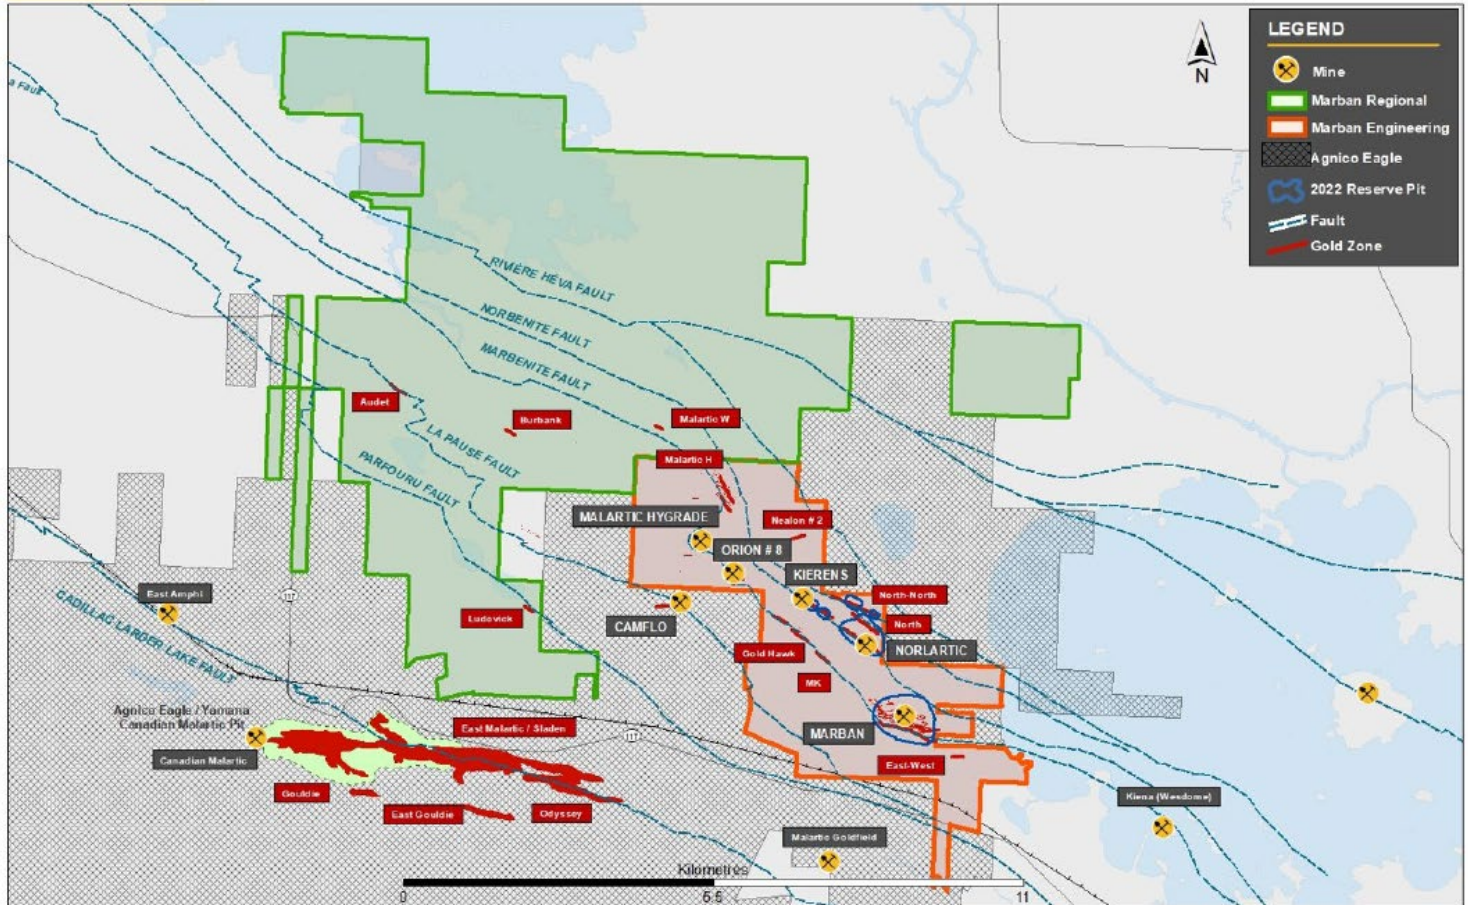 LEGEND
Mine
Marban Regional
Marban Engineering
Agnico Eagle
2022 Reserve Pit
Fault
Gold Zone
N
a Fault
RIVIÈRE HÉVA FAULT
NORBENITE FAULT
MARBENITE FAULT
Audet
Burbank
Malartic W
LA PAUSE FAULT
PARFOURU FAULT
Malartic H
MALARTIC HYGRADE
Nealon # 2
ORION # 8
KIERENS
East Amphi
117
North-North
North
Ludovick
CAMFLO
NORLARTIC
CADILLAC LARDER LAKE FAULT
Gold Hawk
MK
Agnico Eagle / Yamana
Canadian Malartic Pit
East Malartic / Sladen
117
MARBAN
Canadian Malartic
East-West
Gouldie
East Gouldie
Odyssey
Kiena (Wesdome)
Malartic Goldfield
Kilometres
0
5.5
11